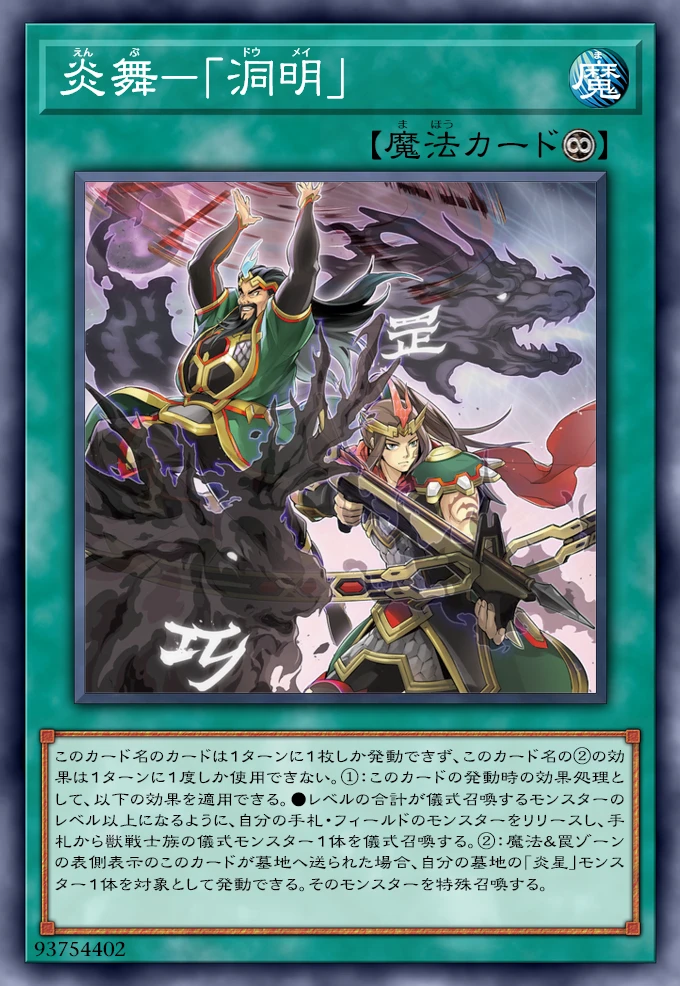 炎舞－「洞明」
えん ぶ ドウ メイ
魔
ま
【魔法カード】
ま ほう
罡
巧
このカード名のカードは１ターンに１枚しか発動できず、このカード名の②の効
果は１ターンに１度しか使用できない。①：このカードの発動時の効果処理と
して、以下の効果を適用できる。●レベルの合計が儀式召喚するモンスターの
レベル以上になるように、自分の手札・フィールドのモンスターをリリースし、手
札から獣戦士族の儀式モンスター１体を儀式召喚する。②：魔法&罠ゾーン
の表側表示のこのカードが墓地へ送られた場合、自分の墓地の「炎星」モンス
ター１体を対象として発動できる。そのモンスターを特殊召喚する。
93754402